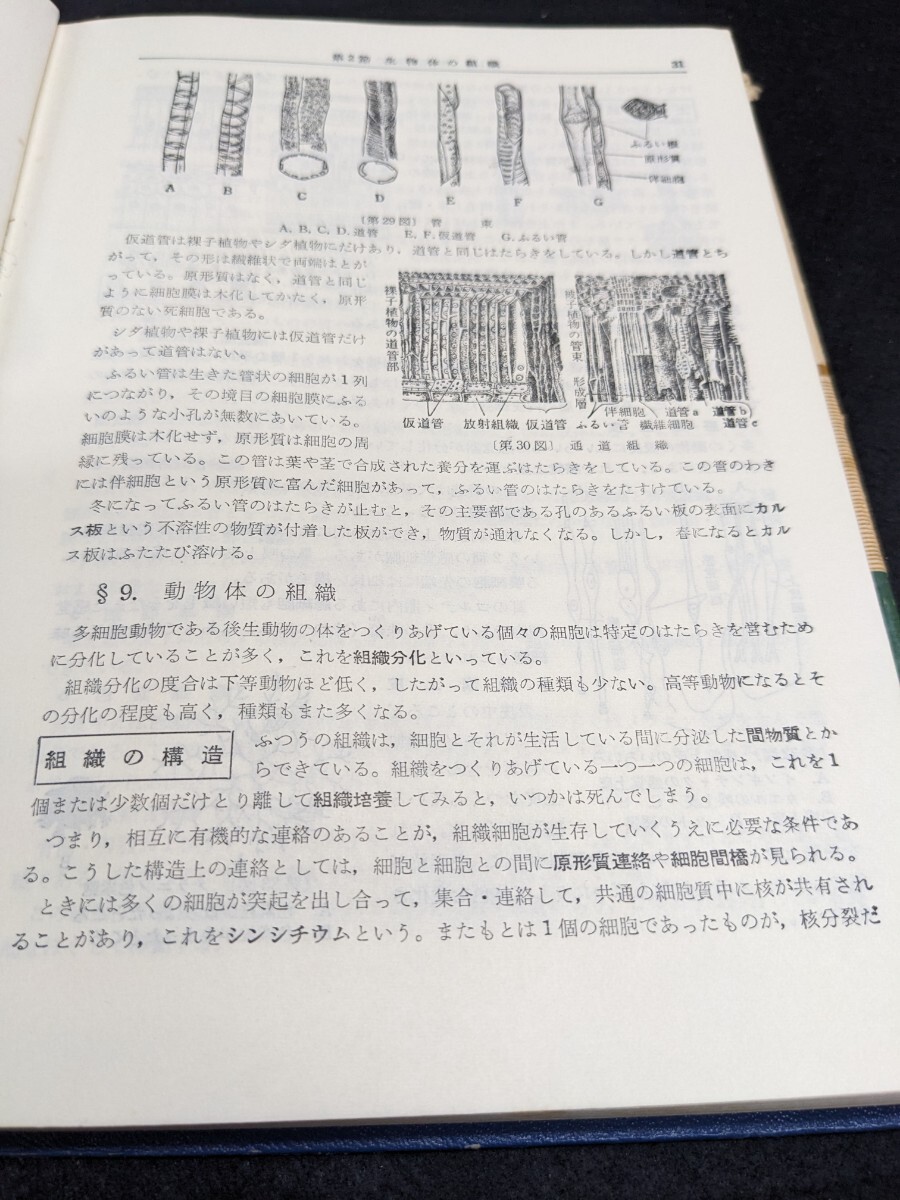 第2節 生物体の組織 31
ふるい板
原形質
伴細胞
A B C D E F G
〔第29図〕 管 束
A, B, C, D. 道管 E, F. 仮道管 G. ふるい管
仮道管は裸子植物やシダ植物にだけあり，道管と同じはたらきをしている。しかし道管とち
がって，その形は繊維状で両端はとが
っている。原形質はなく，道管と同じ
ように細胞膜は木化してかたく，原形
質のない死細胞である。
シダ植物や裸子植物には仮道管だけ
があって道管はない。
ふるい管は生きた管状の細胞が1列
につながり，その境目の細胞膜にふる
いのような小孔が無数にあいている。
細胞膜は木化せず，原形質は細胞の周
裸子植物の道管部
子植物の管束
形成層
仮道管 放射組織 仮道管
伴細胞 道管a 道管b
ふるい管 繊維細胞 道管c
〔第30図〕 通道組織
縁に残っている。この管は葉や茎で合成された養分を運ぶはたらきをしている。この管のわき
には伴細胞という原形質に富んだ細胞があって，ふるい管のはたらきをたすけている。
冬になってふるい管のはたらきが止むと，その主要部である孔のあるふるい板の表面にカル
ス板という不溶性の物質が付着した板ができ，物質が通れなくなる。しかし，春になるとカル
ス板はふたたび溶ける。
§9. 動物体の組織
多細胞動物である後生動物の体をつくりあげている個々の細胞は特定のはたらきを営むため
に分化していることが多く，これを組織分化といっている。
組織分化の度合は下等動物ほど低く，したがって組織の種類も少ない。高等動物になるとそ
の分化の程度も高く，種類もまた多くなる。
組織の構造
ふつうの組織は，細胞とそれが生活している間に分泌した間物質とか
らできている。組織をつくりあげている一つ一つの細胞は，これを1
個または少数個だけとり離して組織培養してみると，いつかは死んでしまう。
つまり，相互に有機的な連絡のあることが，組織細胞が生存していくうえに必要な条件であ
る。こうした構造上の連絡としては，細胞と細胞との間に原形質連絡や細胞間橋が見られる。
ときには多くの細胞が突起を出し合って，集合・連絡して，共通の細胞質中に核が共有され
ることがあり，これをシンシチウムという。またもとは1個の細胞であったものが，核分裂だ